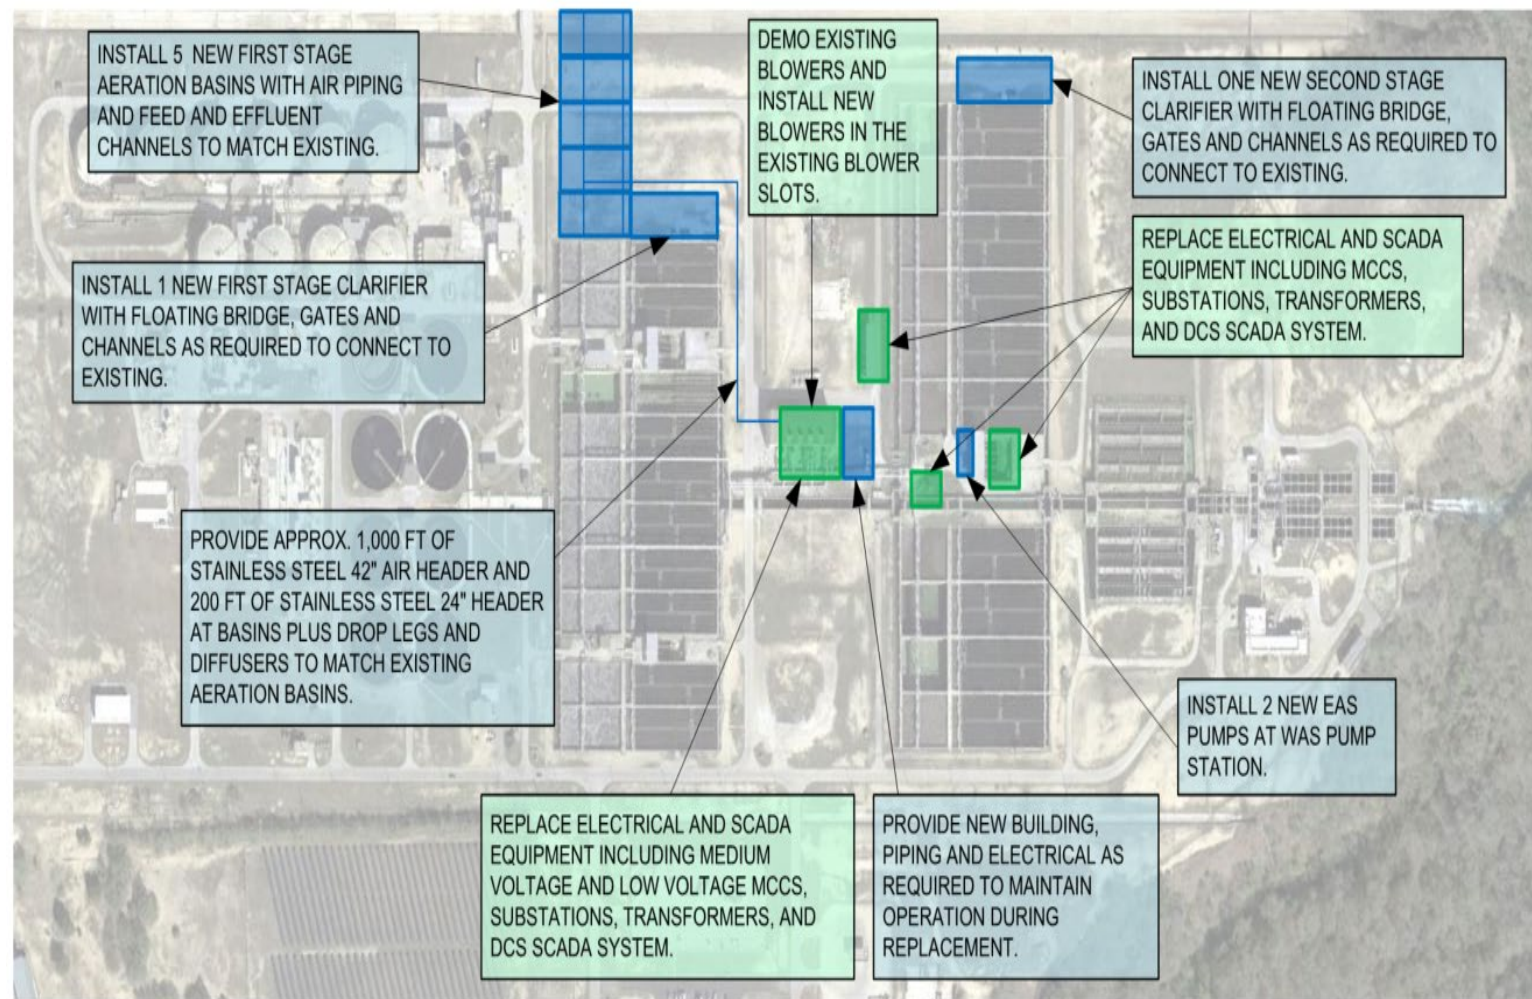 INSTALL 5 NEW FIRST STAGE
AERATION BASINS WITH AIR PIPING
AND FEED AND EFFLUENT
CHANNELS TO MATCH EXISTING.
DEMO EXISTING
BLOWERS AND
INSTALL NEW
BLOWERS IN THE
EXISTING BLOWER
SLOTS.
INSTALL ONE NEW SECOND STAGE
CLARIFIER WITH FLOATING BRIDGE,
GATES AND CHANNELS AS REQUIRED TO
CONNECT TO EXISTING.
REPLACE ELECTRICAL AND SCADA
EQUIPMENT INCLUDING MCCS,
SUBSTATIONS, TRANSFORMERS,
AND DCS SCADA SYSTEM.
INSTALL 1 NEW FIRST STAGE CLARIFIER
WITH FLOATING BRIDGE, GATES AND
CHANNELS AS REQUIRED TO CONNECT TO
EXISTING.
PROVIDE APPROX. 1,000 FT OF
STAINLESS STEEL 42" AIR HEADER AND
200 FT OF STAINLESS STEEL 24" HEADER
AT BASINS PLUS DROP LEGS AND
DIFFUSERS TO MATCH EXISTING
AERATION BASINS.
INSTALL 2 NEW EAS
PUMPS AT WAS PUMP
STATION.
REPLACE ELECTRICAL AND SCADA
EQUIPMENT INCLUDING MEDIUM
VOLTAGE AND LOW VOLTAGE MCCS,
SUBSTATIONS, TRANSFORMERS, AND
DCS SCADA SYSTEM.
PROVIDE NEW BUILDING,
PIPING AND ELECTRICAL AS
REQUIRED TO MAINTAIN
OPERATION DURING
REPLACEMENT.